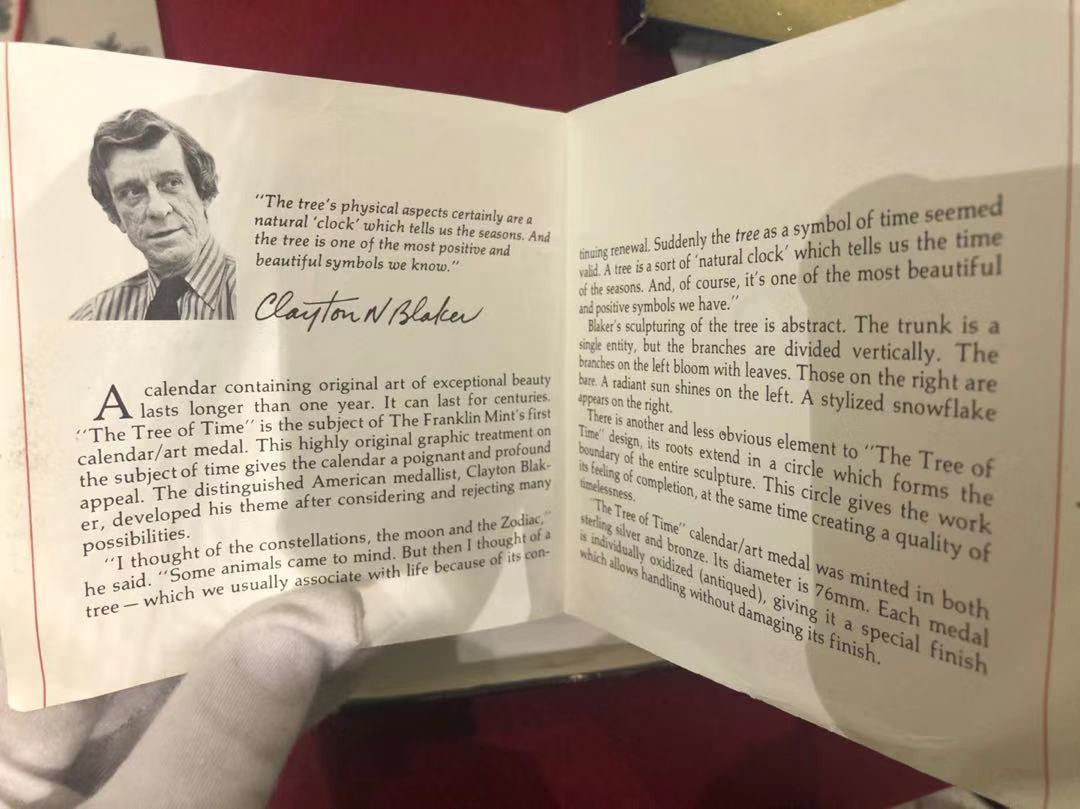 "The tree's physical aspects certainly are a
natural 'clock' which tells us the seasons. And
the tree is one of the most positive and
beautiful symbols we know."
Clayton N Blaker
A calendar containing original art of exceptional beauty
lasts longer than one year. It can last for centuries.
"The Tree of Time" is the subject of The Franklin Mint's first
calendar/art medal. This highly original graphic treatment on
the subject of time gives the calendar a poignant and profound
appeal. The distinguished American medallist, Clayton Blak-
er, developed his theme after considering and rejecting many
possibilities.
"I thought of the constellations, the moon and the Zodiac,"
he said. "Some animals came to mind. But then I thought of a
tree — which we usually associate with life because of its con-
tinuing renewal. Suddenly the tree as a symbol of time seemed
valid. A tree is a sort of 'natural clock' which tells us the time
of the seasons. And, of course, it's one of the most beautiful
and positive symbols we have."
Blaker's sculpturing of the tree is abstract. The trunk is a
single entity, but the branches are divided vertically. The
branches on the left bloom with leaves. Those on the right are
bare. A radiant sun shines on the left. A stylized snowflake
appears on the right.
There is another and less obvious element to "The Tree of
Time" design, its roots extend in a circle which forms the
boundary of the entire sculpture. This circle gives the work
its feeling of completion, at the same time creating a quality of
timelessness.
"The Tree of Time" calendar/art medal was minted in both
sterling silver and bronze. Its diameter is 76mm. Each medal
is individually oxidized (antiqued), giving it a special finish
which allows handling without damaging its finish.